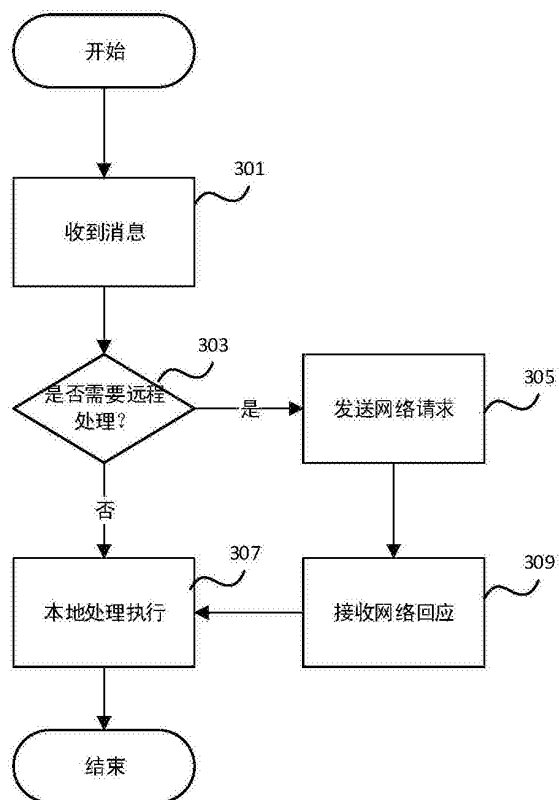 开始
301
收到消息
303
是否需要远程
处理?
是
发送网络请求
305
否
307
本地处理执行
接收网络回应
309
结束